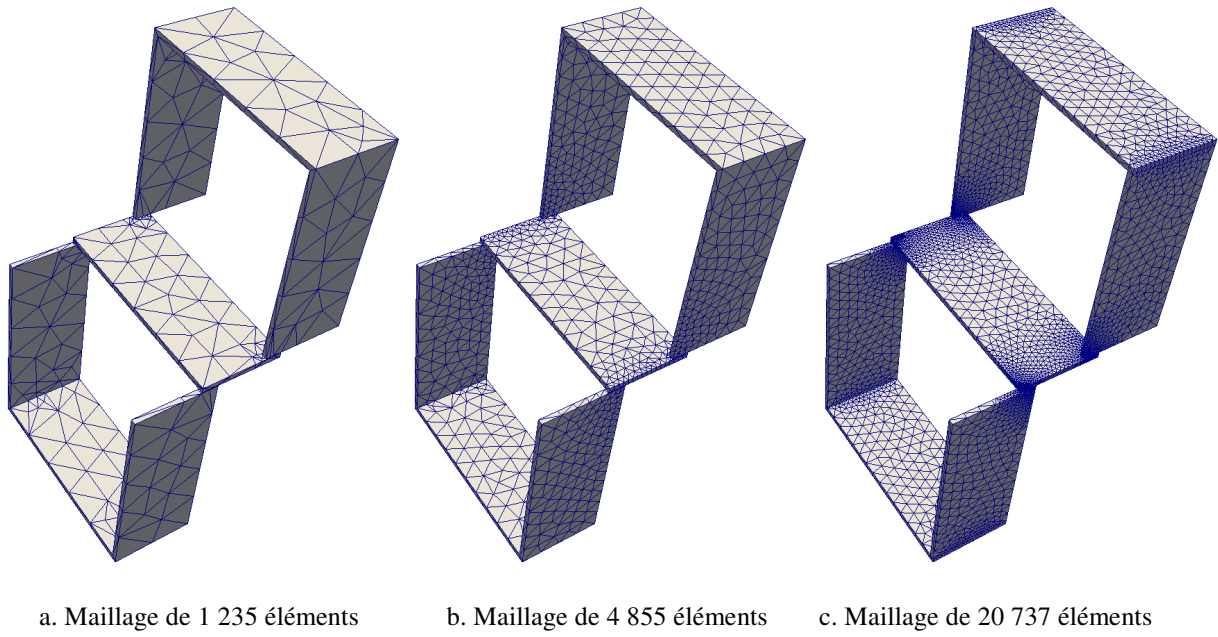 a. Maillage de 1 235 éléments
b. Maillage de 4 855 éléments
c. Maillage de 20 737 éléments